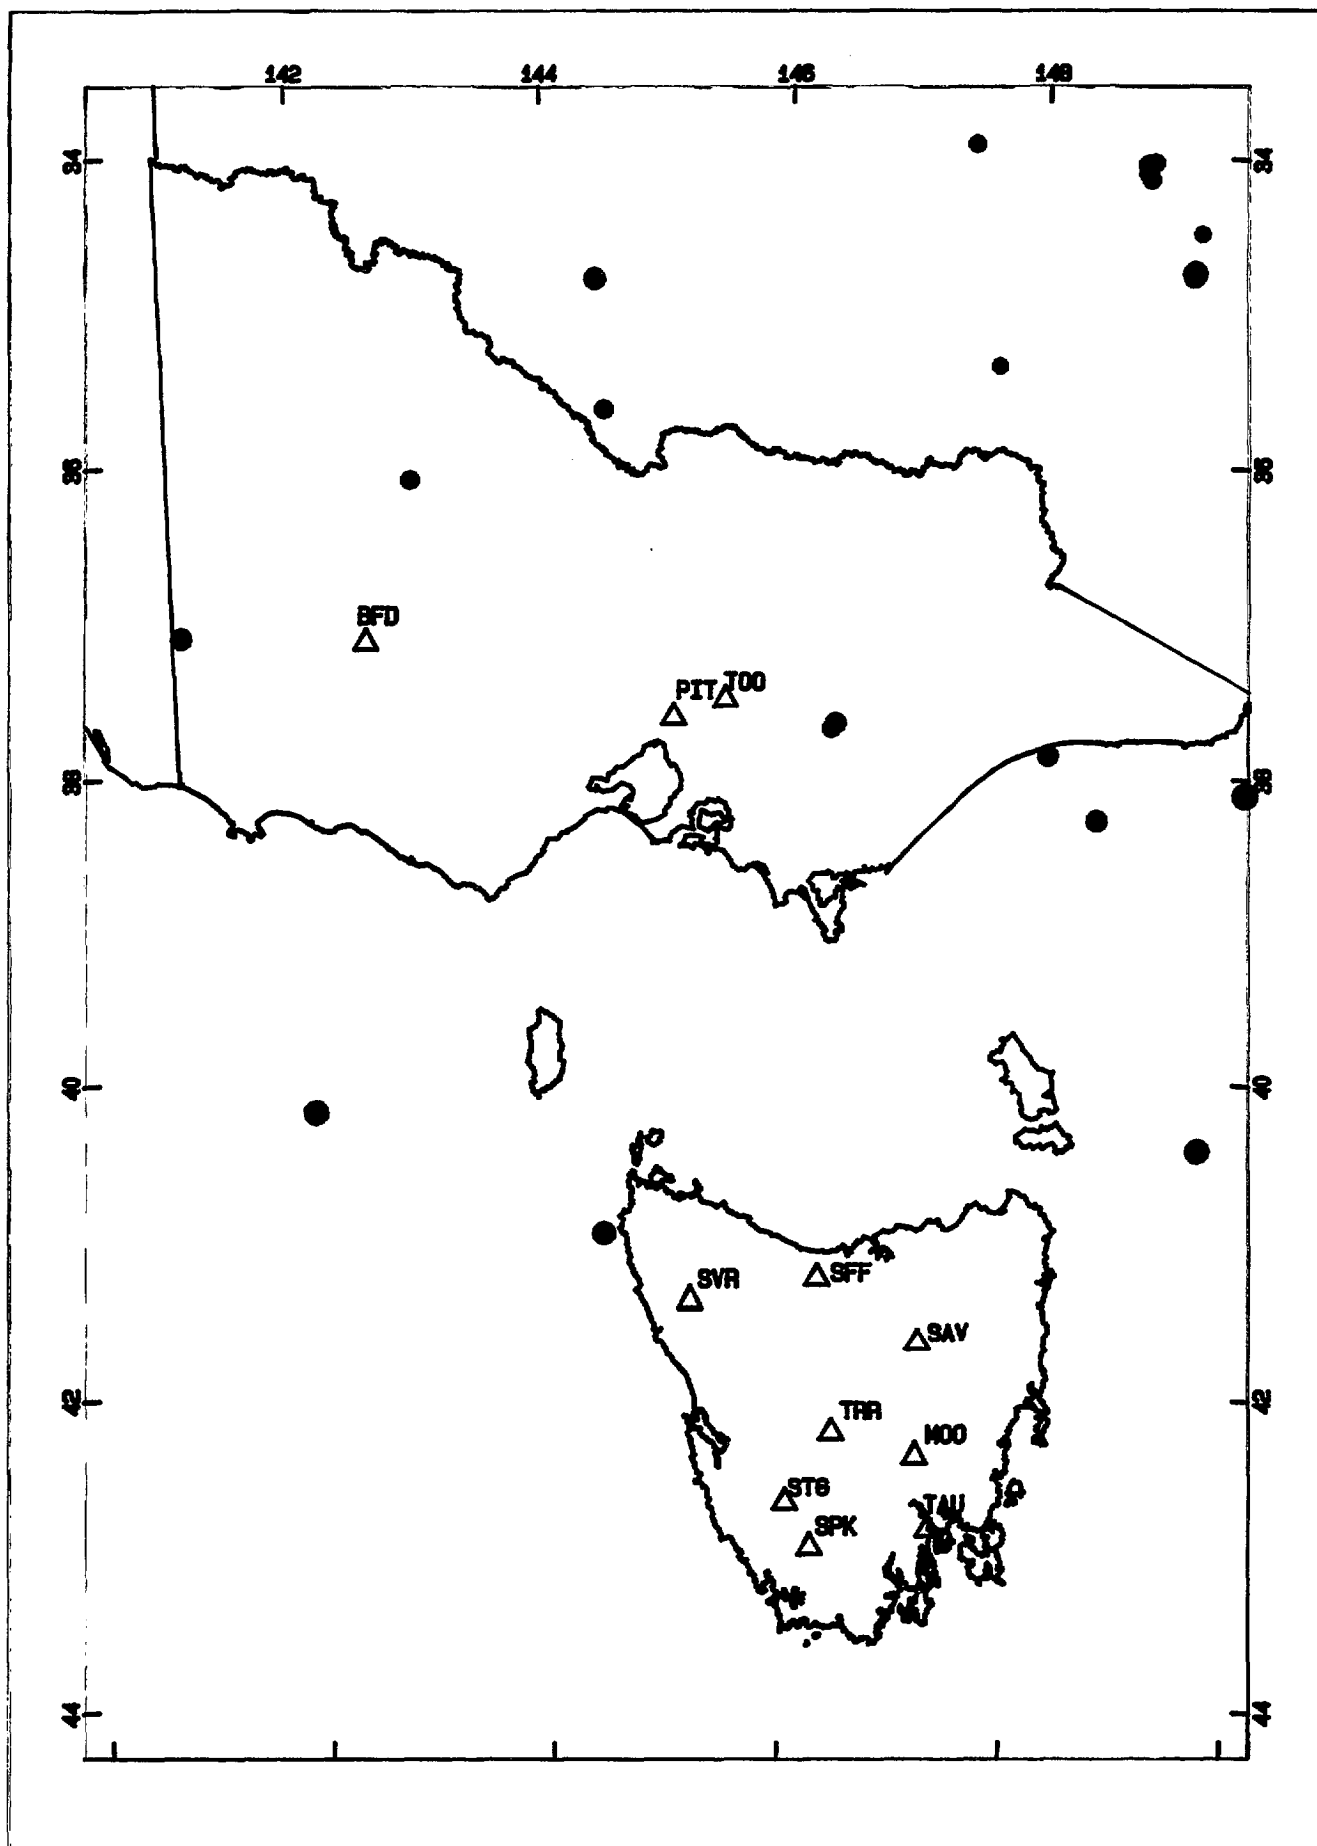 142 144 146 148
34 34
36 36
BFD
PIT TOO
38 38
40 40
SVR SFF
SAV
42 42
TRR MOO
STG
SPK TAU
44 44